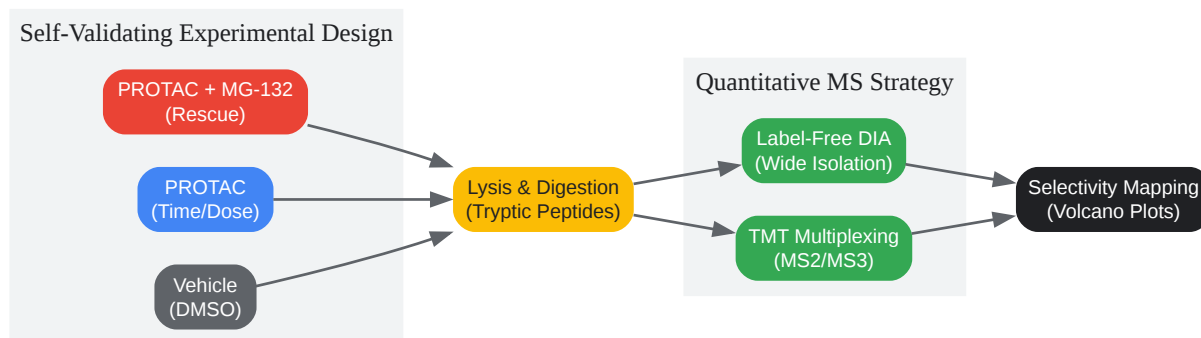 Self-Validating Experimental Design
PROTAC + MG-132
(Rescue)
PROTAC
(Time/Dose)
Vehicle
(DMSO)
Lysis & Digestion
(Tryptic Peptides)
Quantitative MS Strategy
Label-Free DIA
(Wide Isolation)
TMT Multiplexing
(MS2/MS3)
Selectivity Mapping
(Volcano Plots)